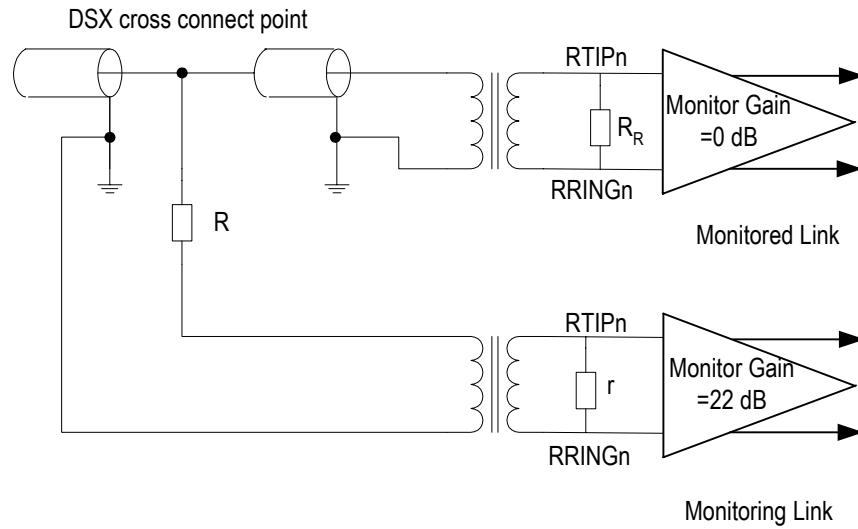 DSX cross connect point
RTIPn
Monitor Gain
=0 dB
R_R
RRINGn
Monitored Link
R
RTIPn
Monitor Gain
=22 dB
r
RRINGn
Monitoring Link